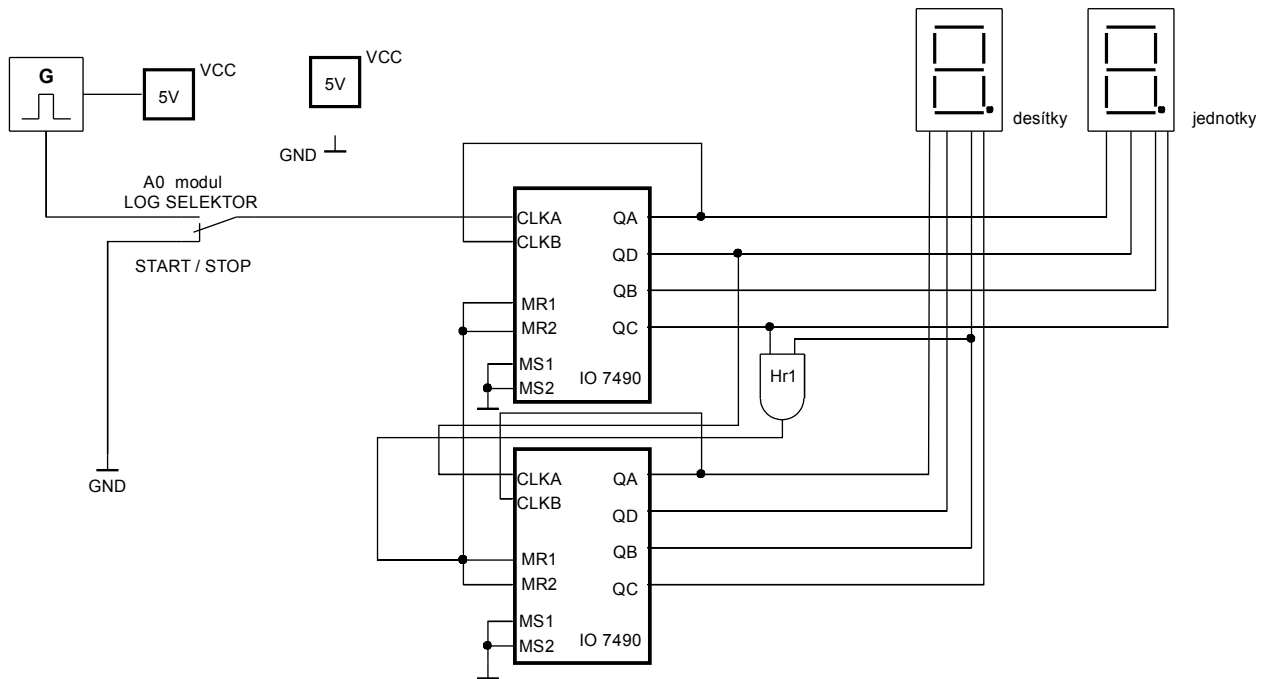 G
5V
VCC
5V
VCC
GND
desítky
jednotky
A0 modul
LOG SELEKTOR
START / STOP
GND
CLKA
CLKB
MR1
MR2
MS1
MS2
QA
QD
QB
QC
IO 7490
Hr1
CLKA
CLKB
MR1
MR2
MS1
MS2
QA
QD
QB
QC
IO 7490